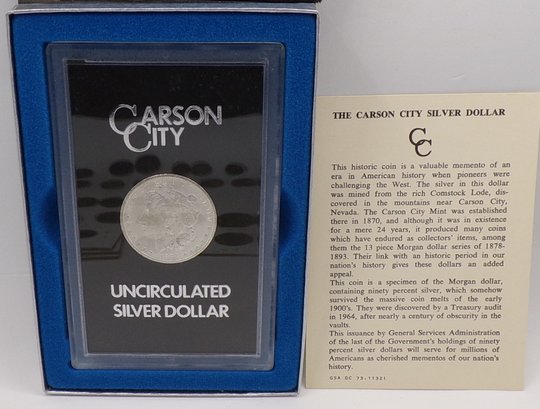 CARSON
CITY
UNCIRCULATED
SILVER DOLLAR
THE CARSON CITY SILVER DOLLAR
CC
This historic coin is a valuable memento of an
era in American history when pioneers were
challenging the West. The silver in this dollar
was mined from the rich Comstock Lode, dis-
covered in the mountains near Carson City,
Nevada. The Carson City Mint was established
there in 1870, and although it was in existence
for a mere 24 years, it produced many coins
which have endured as collectors' items, among
them the 13 piece Morgan dollar series of 1878-
1893. Their link with an historic period in our
nation's history gives these dollars an added
appeal.
This coin is a specimen of the Morgan dollar,
containing ninety percent silver, which somehow
survived the massive coin melts of the early
1900's. They were discovered by a Treasury audit
in 1964, after nearly a century of obscurity in the
vaults.
This issuance by General Services Administration
of the last of the Government's holdings of ninety
percent silver dollars will serve for millions of
Americans as cherished mementos of our nation's
history.
GSA DC 73-11321